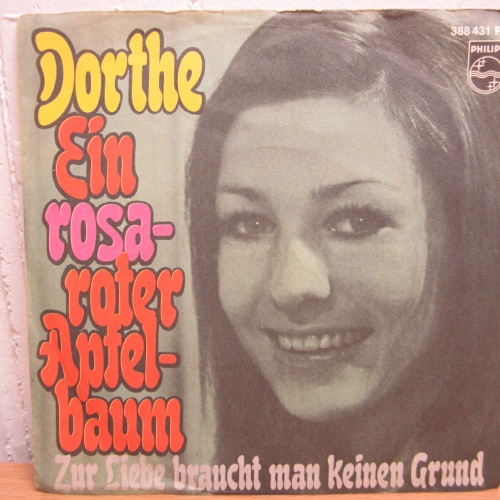 388 431 P
PHILIPS
Dorthe
Ein
rosa-
roter
Apfel-
baum
Zur Liebe braucht man keinen Grund